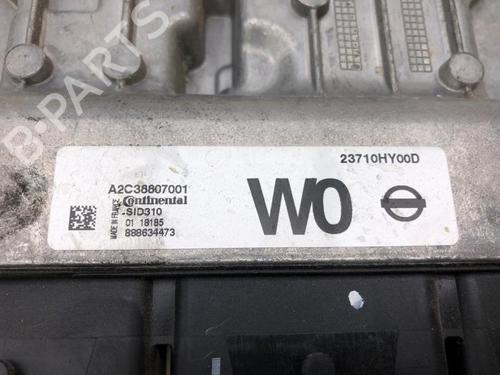 B-PARTS
23710HY00D
A2C38807001
Continental
-SID310
01 18185
888634473
MADE IN FRANCE
W0